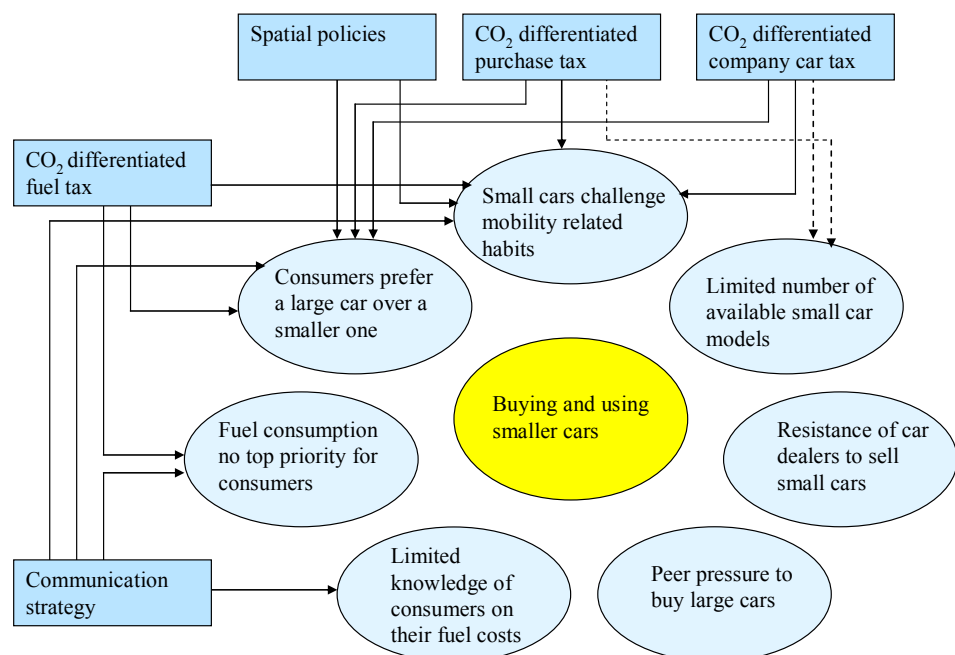 Spatial policies
CO₂ differentiated
purchase tax
CO₂ differentiated
company car tax
CO₂ differentiated
fuel tax
Small cars challenge
mobility related
habits
Consumers prefer
a large car over a
smaller one
Limited number of
available small car
models
Buying and using
smaller cars
Fuel consumption
no top priority for
consumers
Resistance of car
dealers to sell
small cars
Communication
strategy
Limited
knowledge of
consumers on
their fuel costs
Peer pressure to
buy large cars